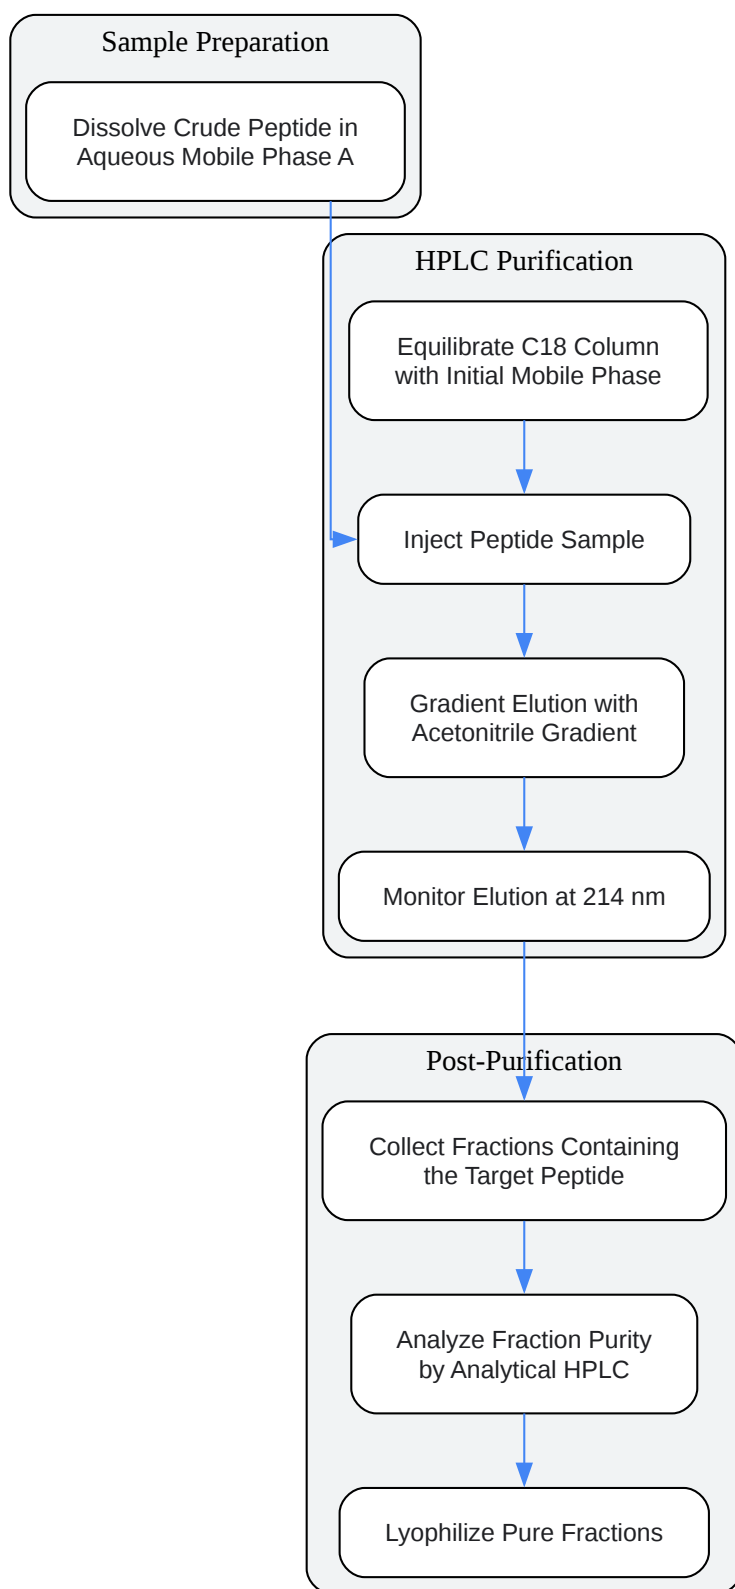 Sample Preparation
Dissolve Crude Peptide in
Aqueous Mobile Phase A
HPLC Purification
Equilibrate C18 Column
with Initial Mobile Phase
Inject Peptide Sample
Gradient Elution with
Acetonitrile Gradient
Monitor Elution at 214 nm
Post-Purification
Collect Fractions Containing
the Target Peptide
Analyze Fraction Purity
by Analytical HPLC
Lyophilize Pure Fractions